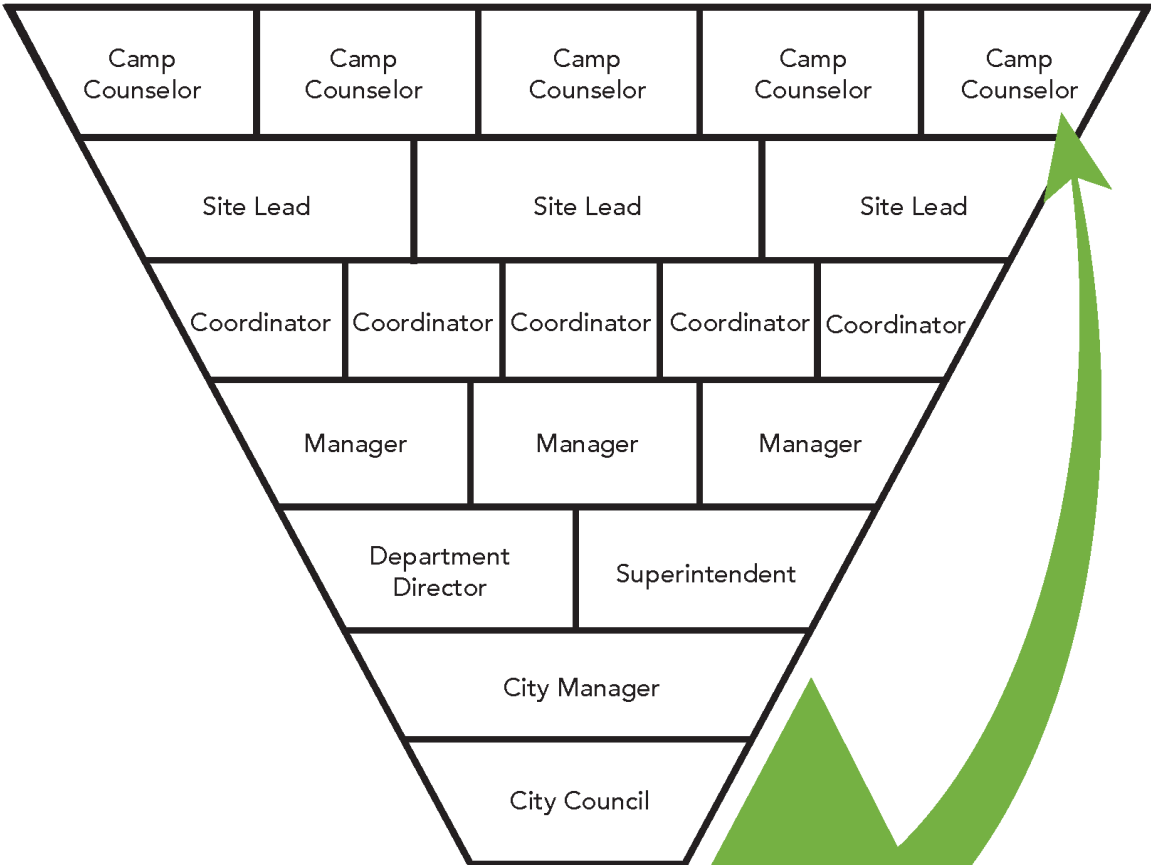 Camp
Counselor
Camp
Counselor
Camp
Counselor
Camp
Counselor
Camp
Counselor
Site Lead
Site Lead
Site Lead
Coordinator
Coordinator
Coordinator
Coordinator
Coordinator
Manager
Manager
Manager
Department
Director
Superintendent
City Manager
City Council